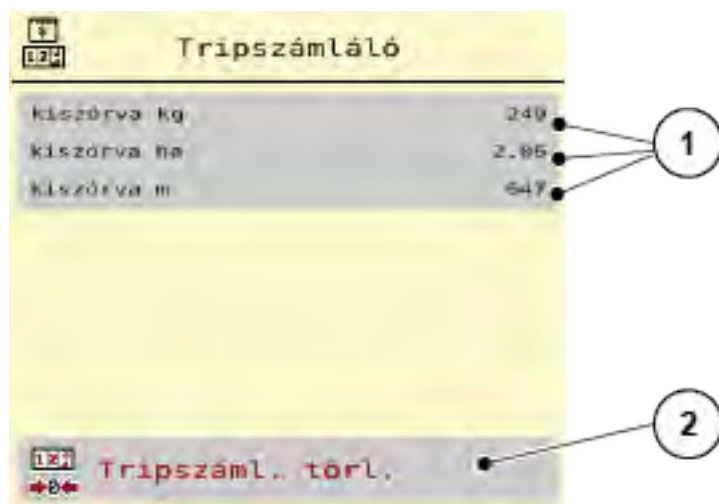 Tripszámláló
kiszórva kg 249
kiszórva ha 2.06
kiszórva m 647
1
2
Tripszáml. törl.